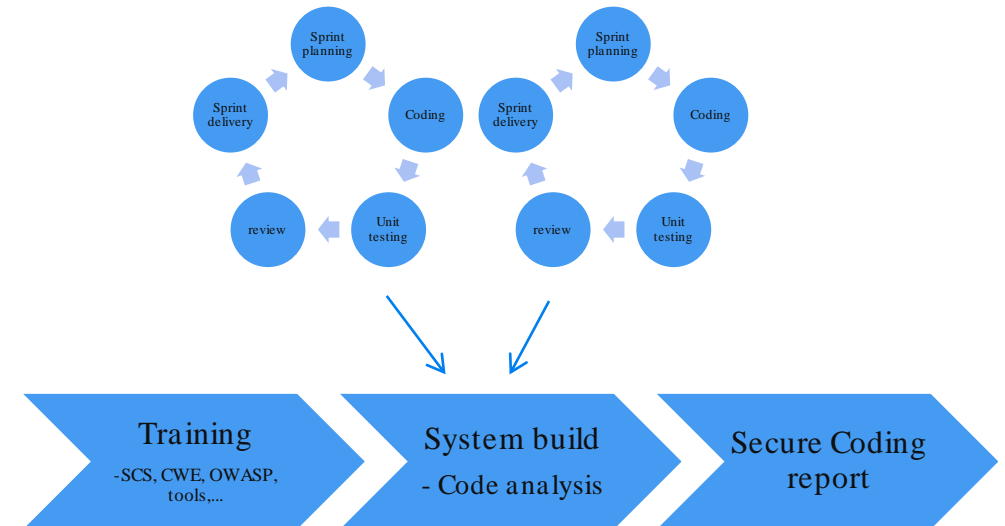 Sprint
planning
Coding
Unit
testing
review
Sprint
delivery
Sprint
planning
Coding
Unit
testing
review
Sprint
delivery
Training
-SCS, CWE, OWASP,
tools,...
System build
- Code analysis
Secure Coding
report